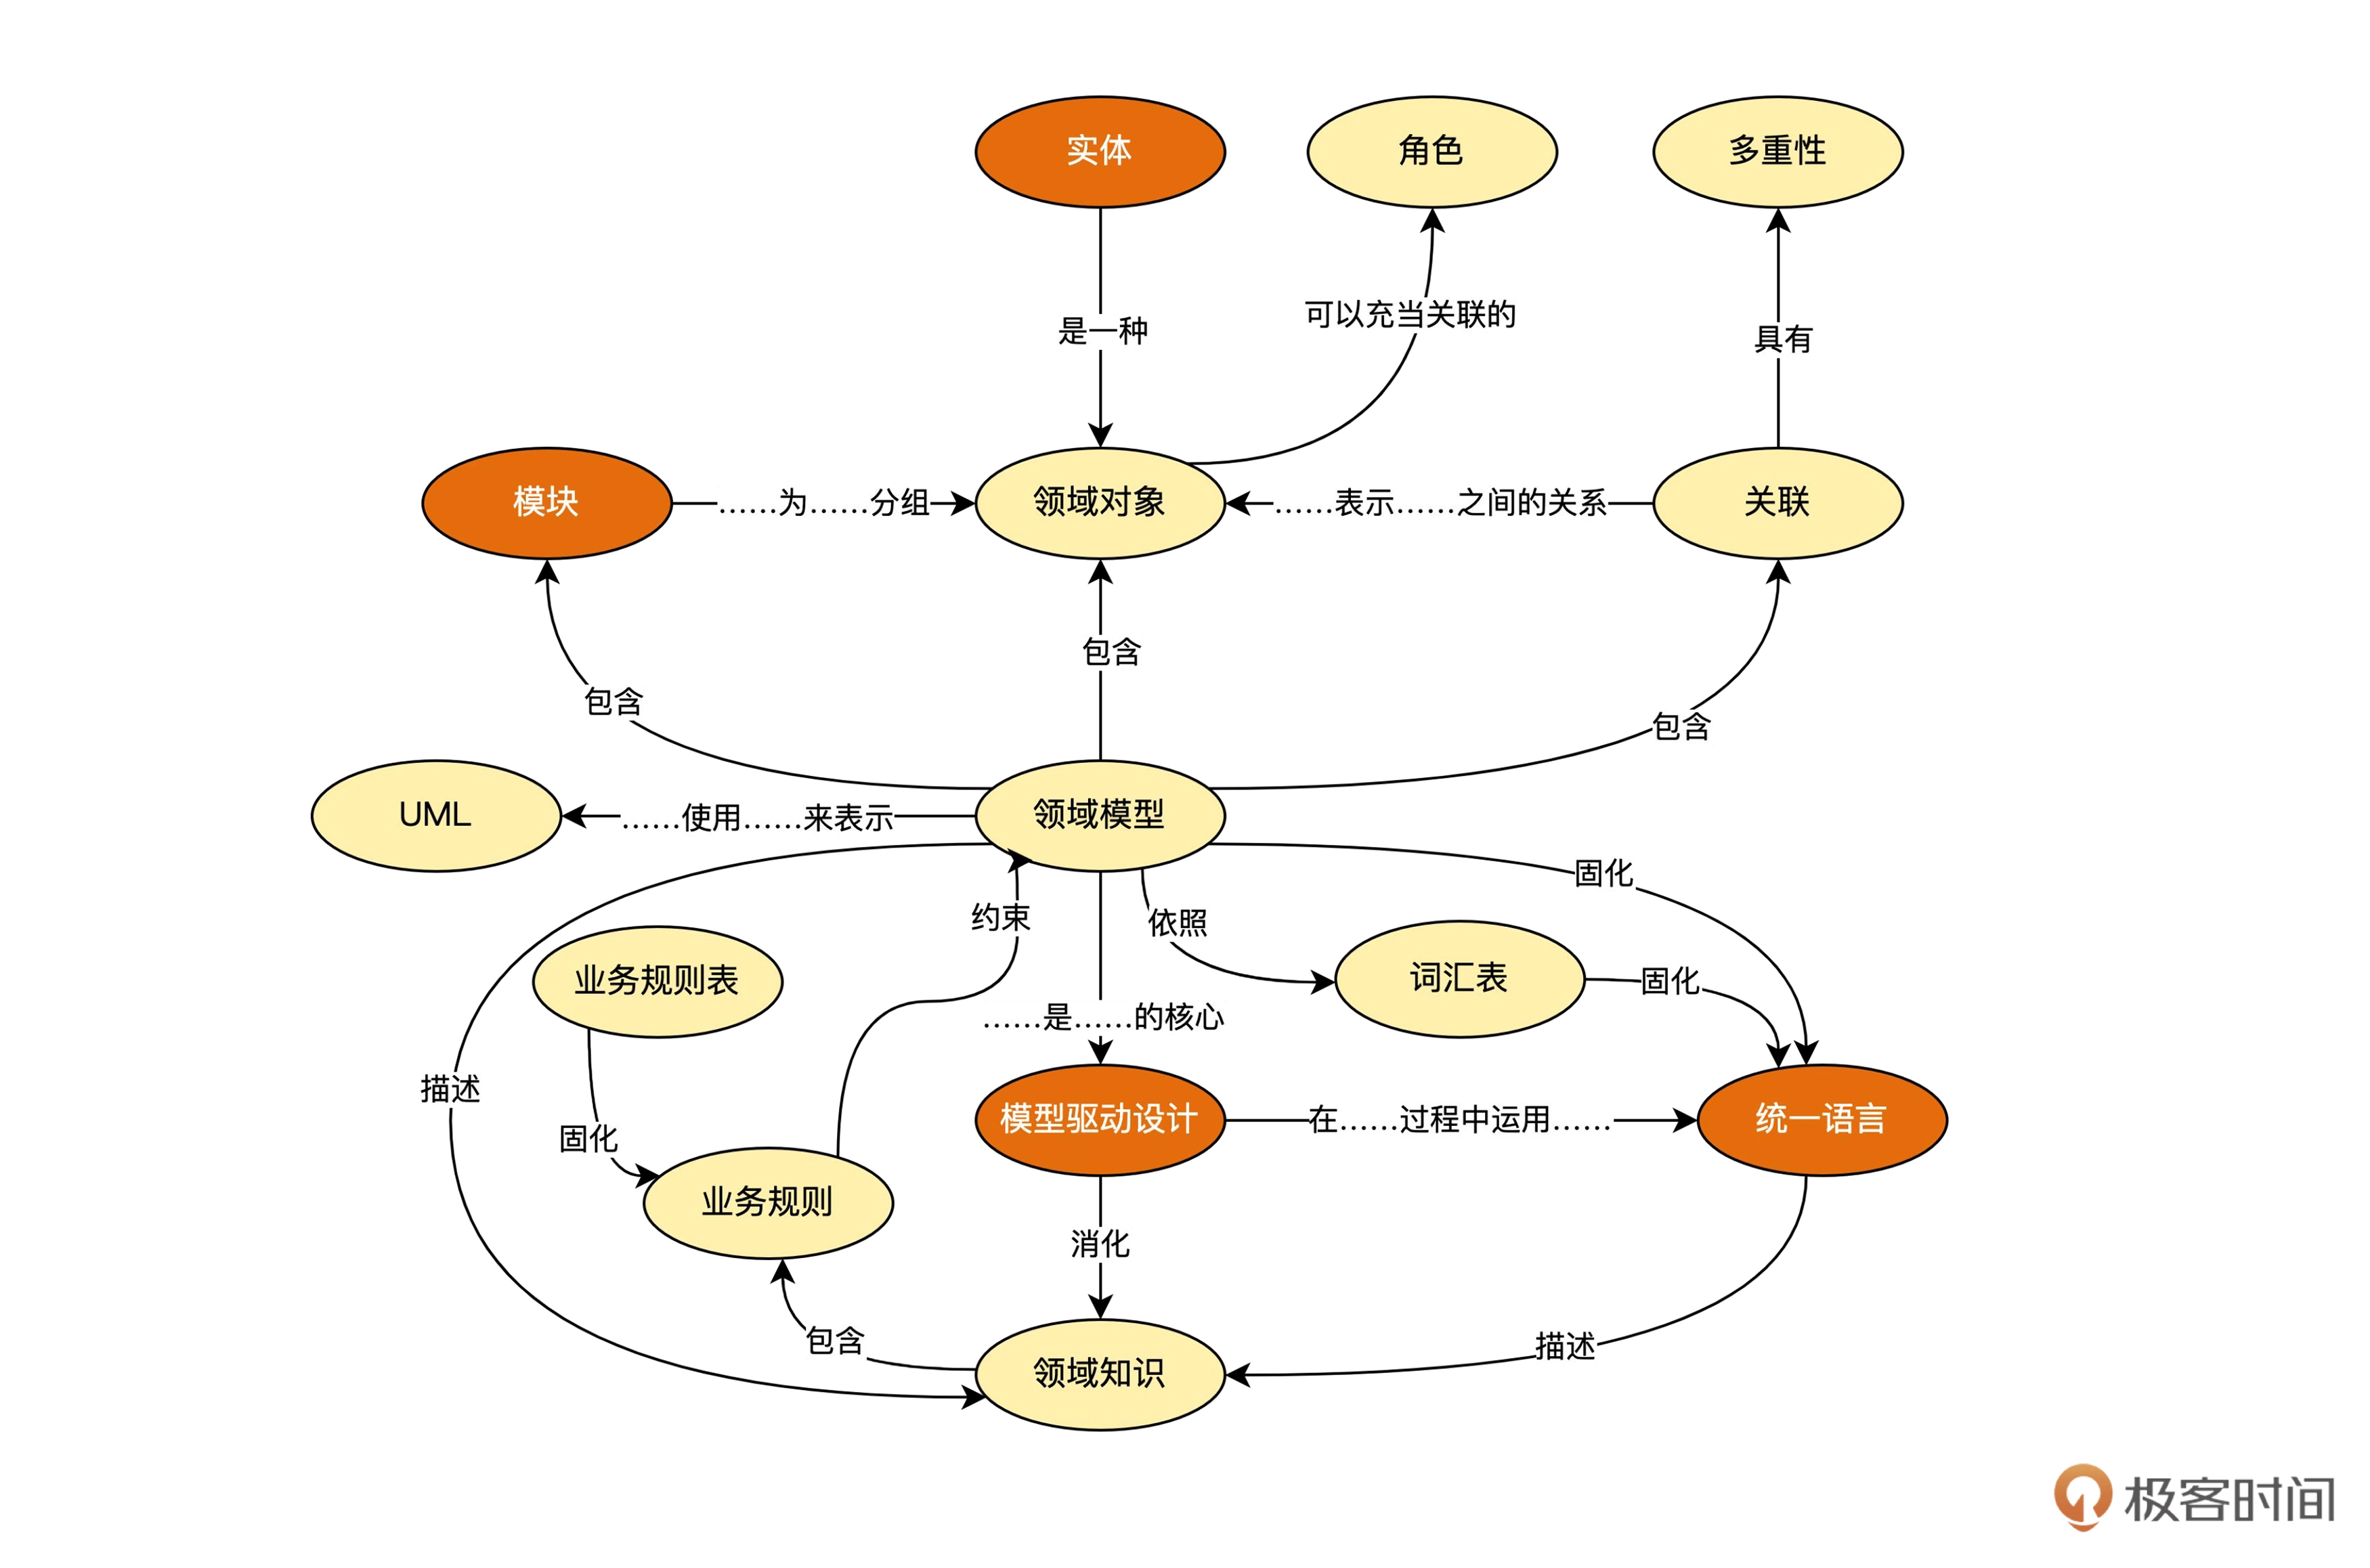 实体
角色
多重性
可以充当关联的
是一种
具有
模块
……为……分组
领域对象
……表示……之间的关系
关联
包含
包含
包含
UML
……使用……来表示
领域模型
固化
约束
依照
业务规则表
词汇表
固化
……是……的核心
描述
固化
模型驱动设计
在……过程中运用……
统一语言
业务规则
消化
包含
描述
领域知识
极客时间